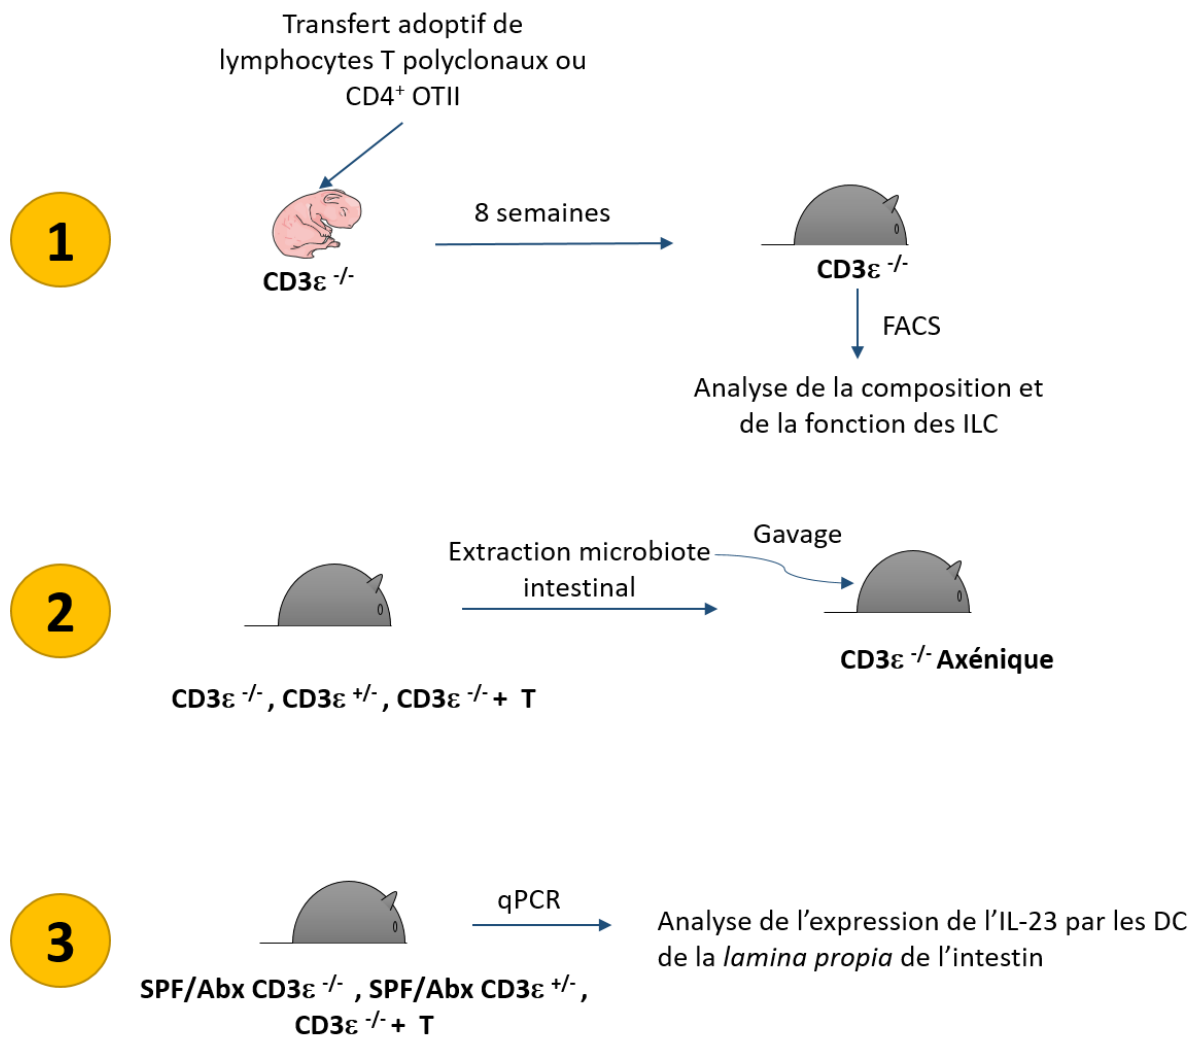 Transfert adoptif de
lymphocytes T polyclonaux ou
CD4⁺ OTII
1
8 semaines
CD3ε ⁻/⁻
CD3ε ⁻/⁻
FACS
Analyse de la composition et
de la fonction des ILC
2
Extraction microbiote
intestinal
Gavage
CD3ε ⁻/⁻ Axénique
CD3ε ⁻/⁻ , CD3ε ⁺/⁻ , CD3ε ⁻/⁻ + T
3
qPCR
Analyse de l’expression de l’IL-23 par les DC
de la lamina propia de l’intestin
SPF/Abx CD3ε ⁻/⁻ , SPF/Abx CD3ε ⁺/⁻ ,
CD3ε ⁻/⁻ + T